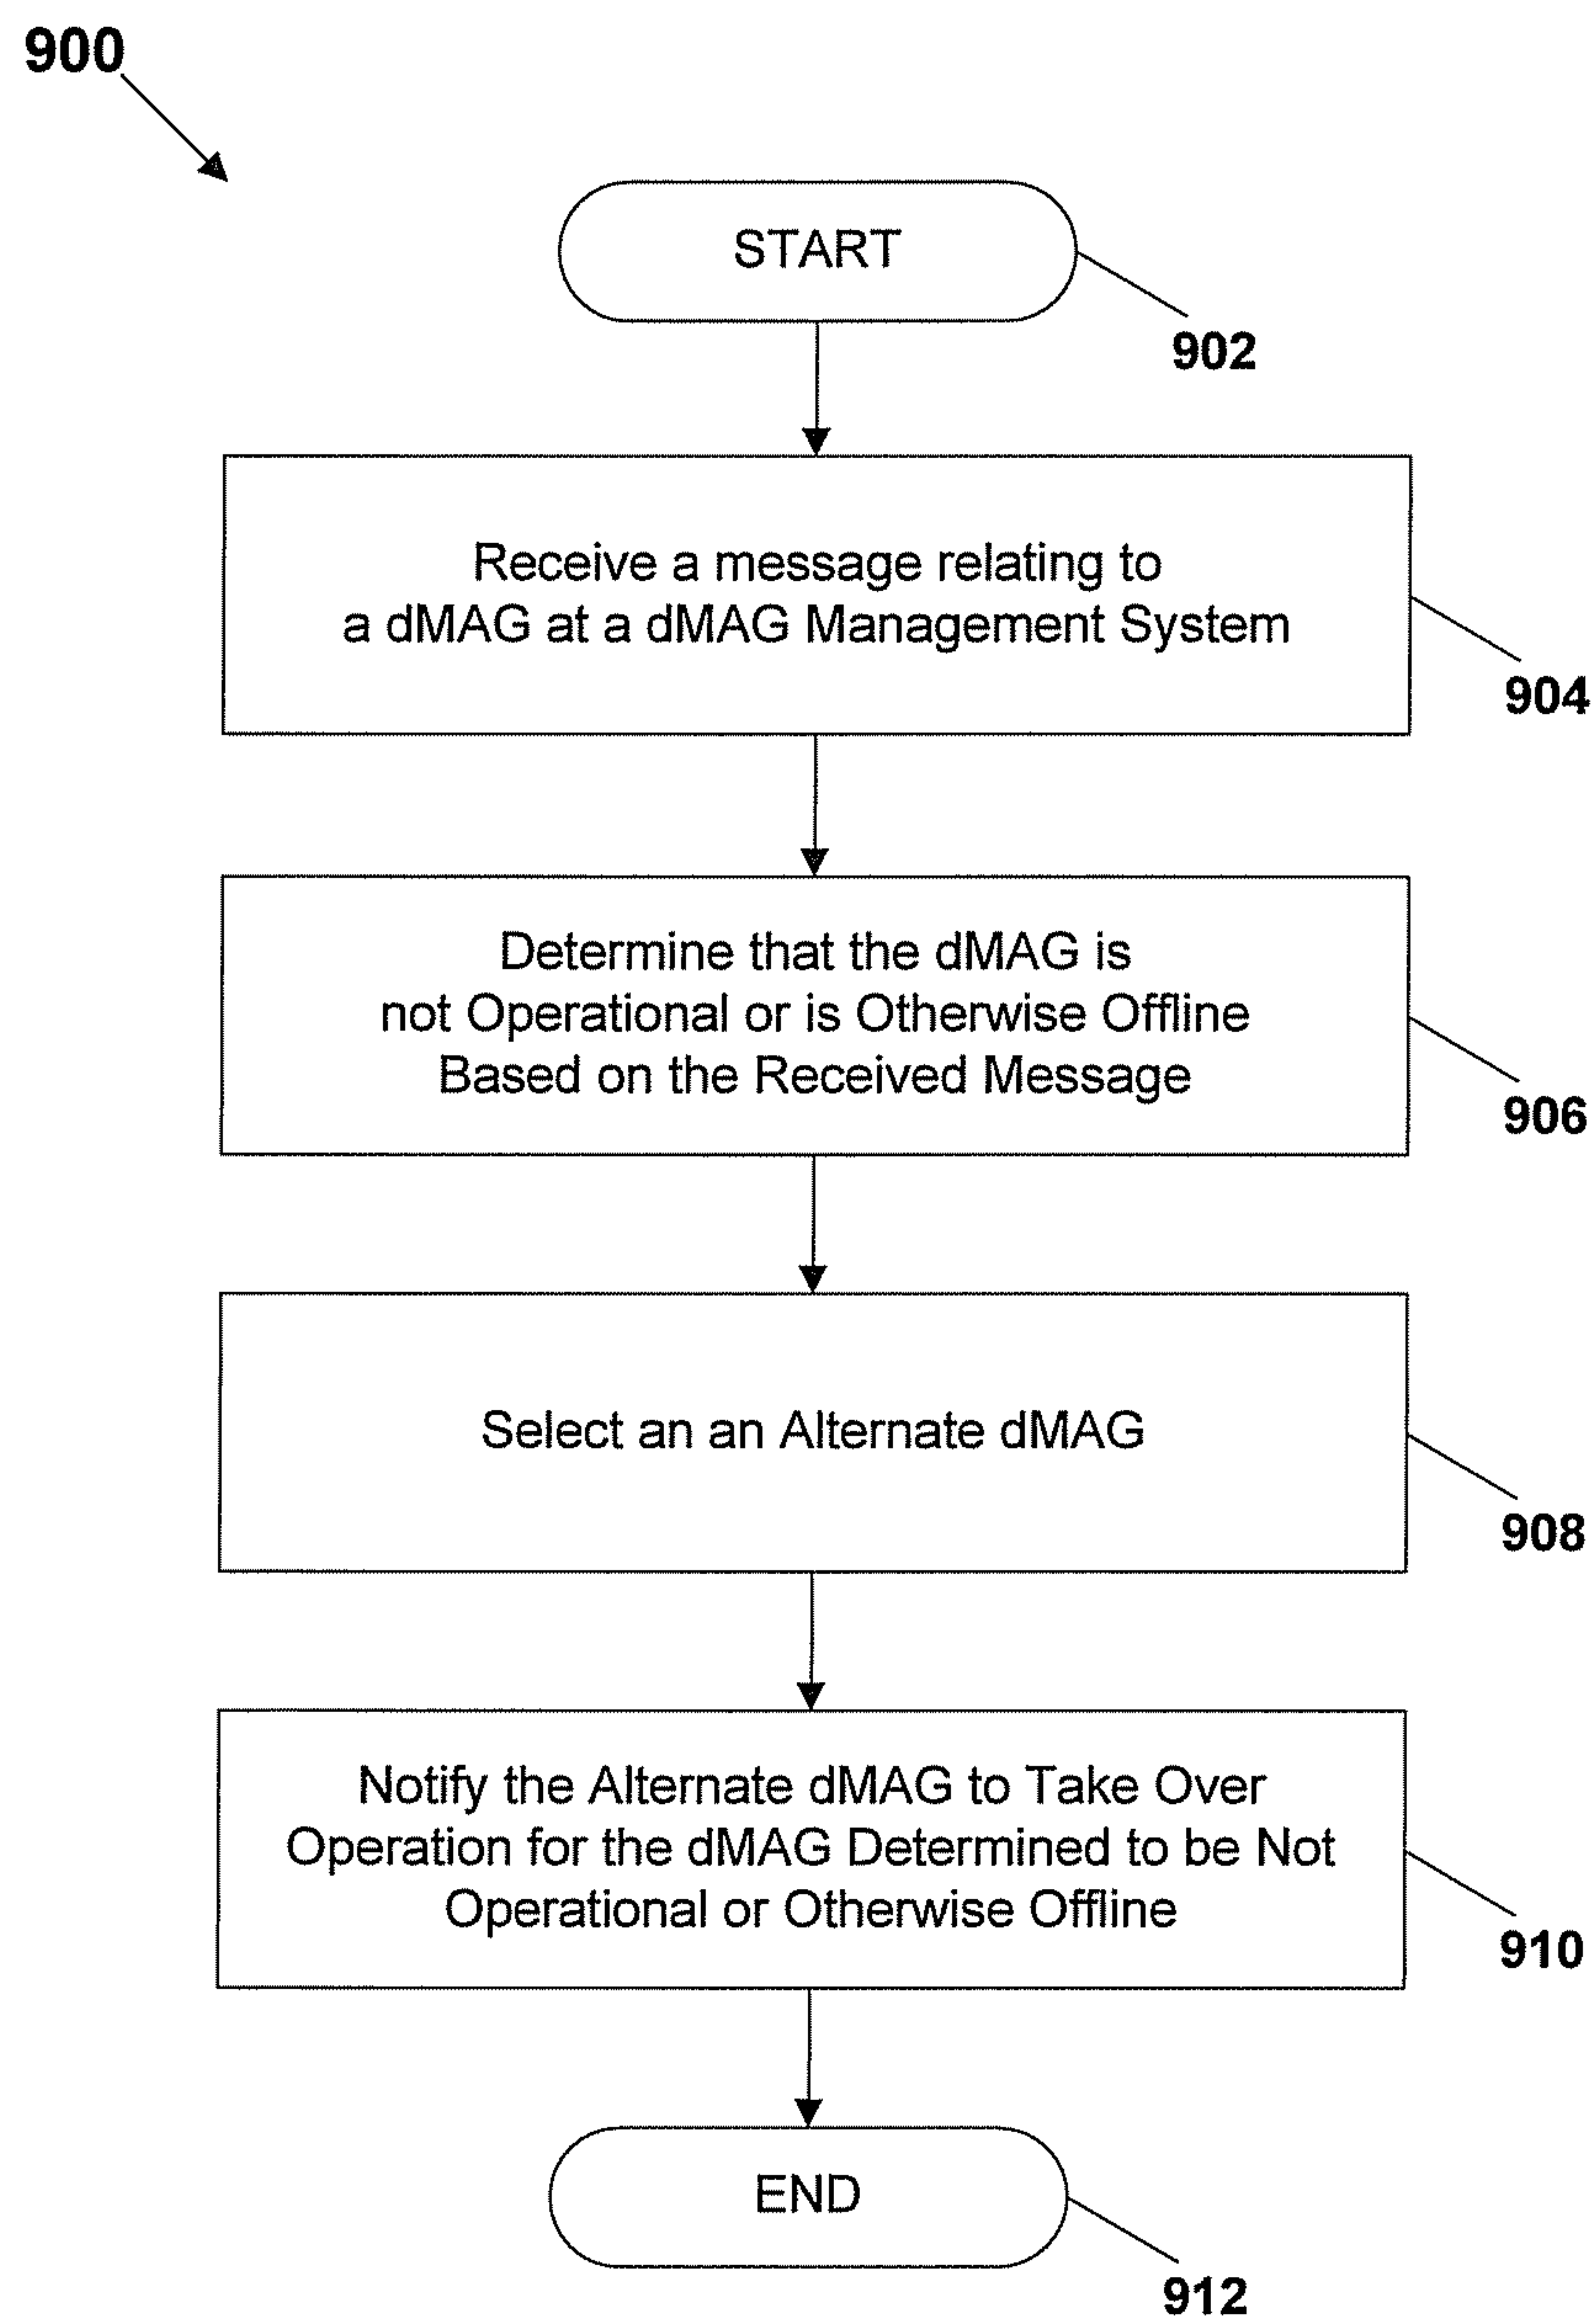 900
START
902
Receive a message relating to
a dMAG at a dMAG Management System
904
Determine that the dMAG is
not Operational or is Otherwise Offline
Based on the Received Message
906
Select an an Alternate dMAG
908
Notify the Alternate dMAG to Take Over
Operation for the dMAG Determined to be Not
Operational or Otherwise Offline
910
END
912